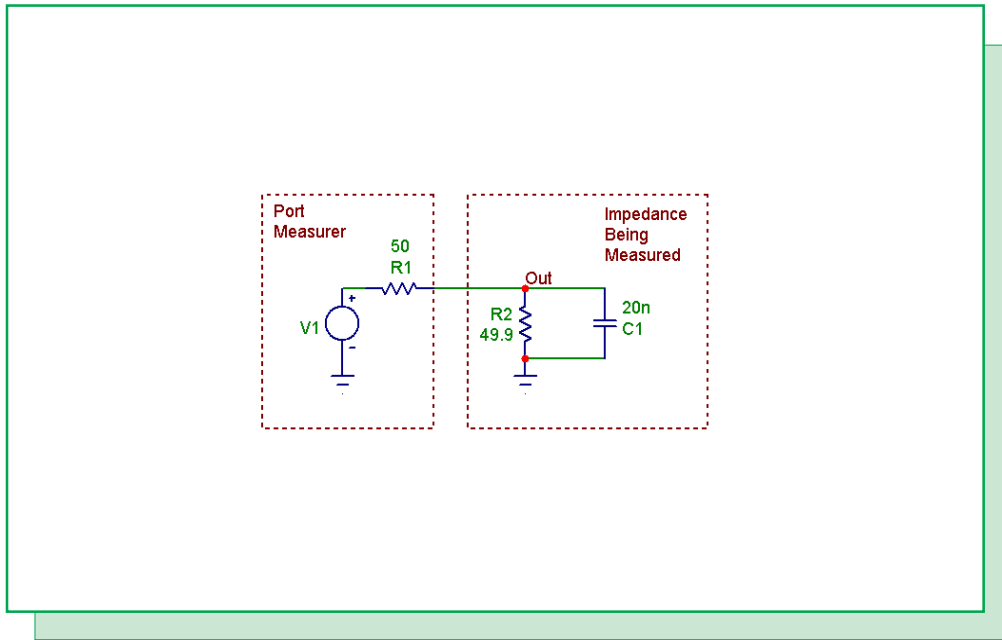 Port
Measurer
50
R1
V1
+
-
Impedance
Being
Measured
Out
R2
49.9
20n
C1